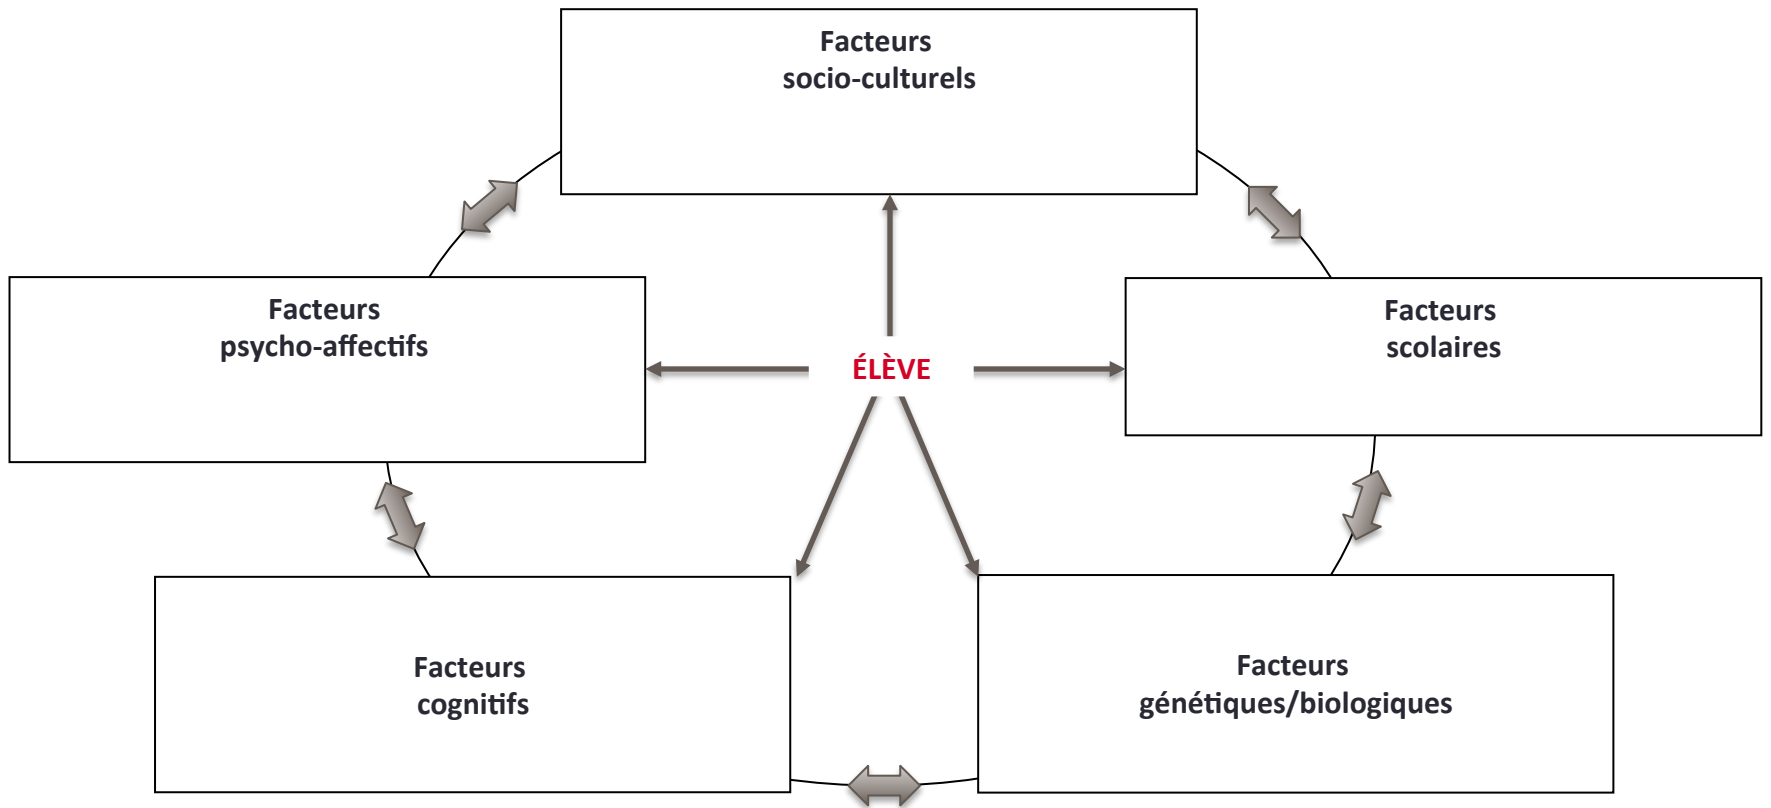 Facteurs
socio-culturels
Facteurs
psycho-affectifs
ÉLÈVE
Facteurs
scolaires
Facteurs
cognitifs
Facteurs
génétiques/biologiques